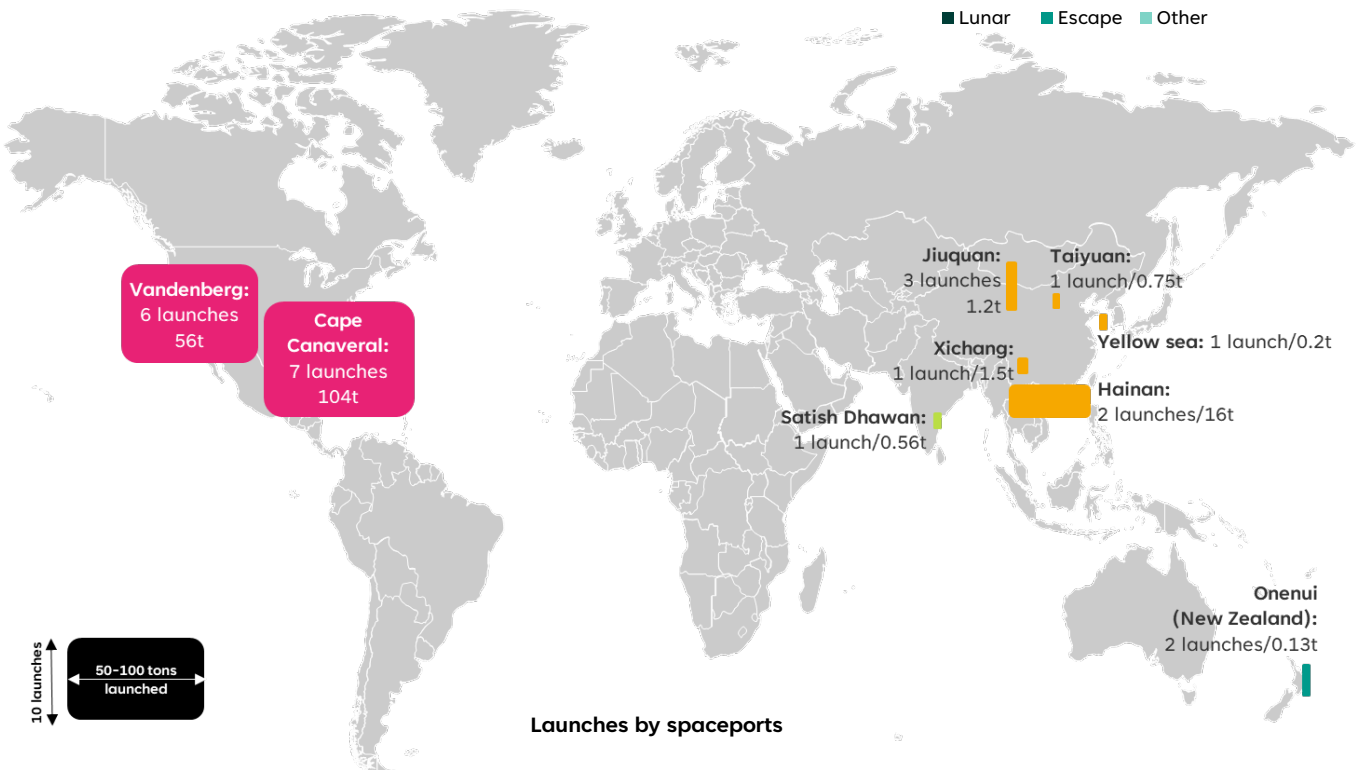 Lunar Escape Other
Vandenberg:
6 launches
56t
Cape
Canaveral:
7 launches
104t
Jiuquan:
3 launches
1.2t
Taiyuan:
1 launch/0.75t
Yellow sea: 1 launch/0.2t
Xichang:
1 launch/1.5t
Hainan:
2 launches/16t
Satish Dhawan:
1 launch/0.56t
Onenui
(New Zealand):
2 launches/0.13t
10 launches
50-100 tons
launched
Launches by spaceports